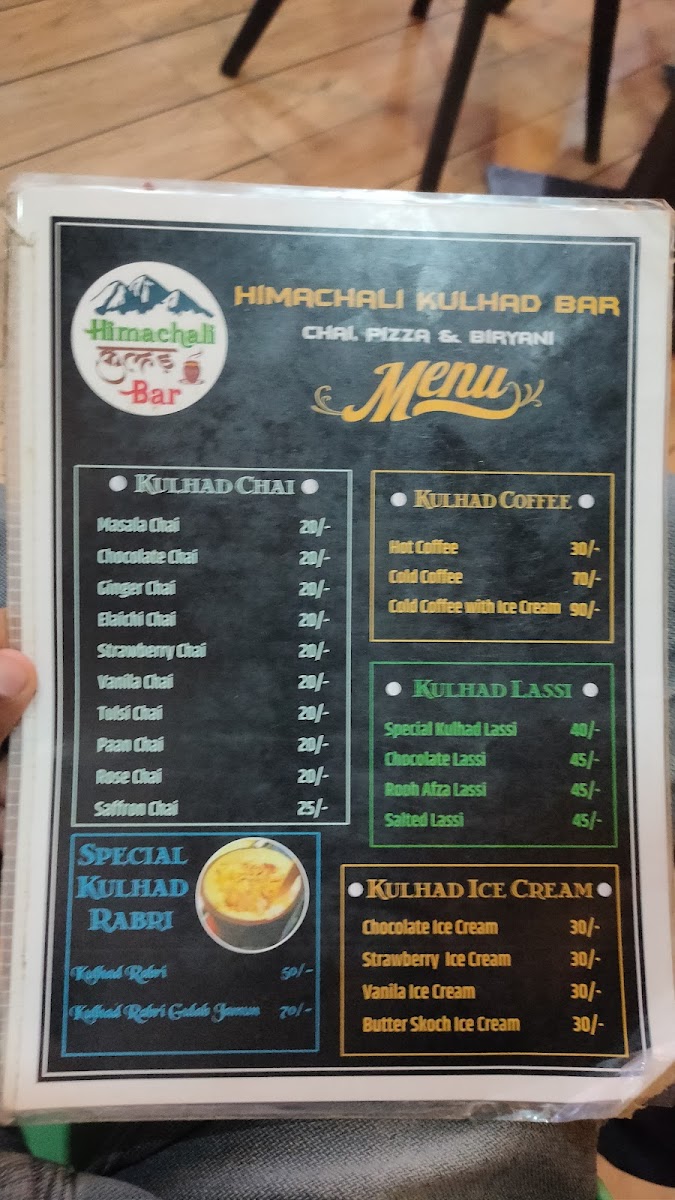 Himachali
कुल्हड़
Bar
HIMACHALI KULHAD BAR
CHAI, PIZZA & BIRYANI
Menu
KULHAD CHAI
Masala Chai 20/-
Chocolate Chai 20/-
Ginger Chai 20/-
Elaichi Chai 20/-
Strawberry Chai 20/-
Vanila Chai 20/-
Tulsi Chai 20/-
Paan Chai 20/-
Rose Chai 20/-
Saffron Chai 25/-
SPECIAL
KULHAD
RABRI
Kulhad Rabri 50/-
Kulhad Rabri Gulab Jamun 70/-
KULHAD COFFEE
Hot Coffee 30/-
Cold Coffee 70/-
Cold Coffee with Ice Cream 90/-
KULHAD LASSI
Special Kulhad Lassi 40/-
Chocolate Lassi 45/-
Rooh Afza Lassi 45/-
Salted Lassi 45/-
KULHAD ICE CREAM
Chocolate Ice Cream 30/-
Strawberry Ice Cream 30/-
Vanila Ice Cream 30/-
Butter Skoch Ice Cream 30/-